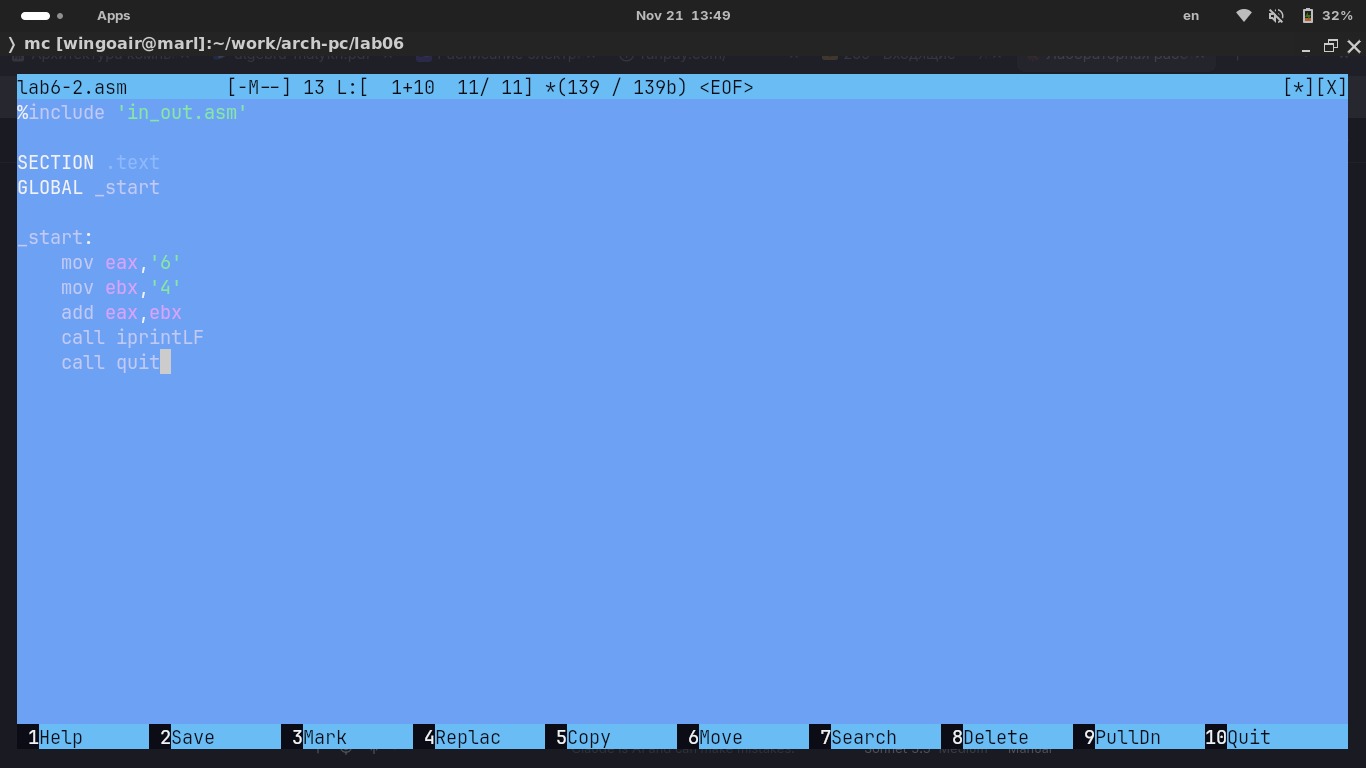 Apps Nov 21 13:49 en 32%
❭ mc [wingoair@marl]:~/work/arch-pc/lab06
lab6-2.asm [-M--] 13 L:[ 1+10 11/ 11] *(139 / 139b) <EOF> [*][X]
%include 'in_out.asm'
SECTION .text
GLOBAL _start
_start:
mov eax,'6'
mov ebx,'4'
add eax,ebx
call iprintLF
call quit
1Help 2Save 3Mark 4Replac 5Copy 6Move 7Search 8Delete 9PullDn 10Quit